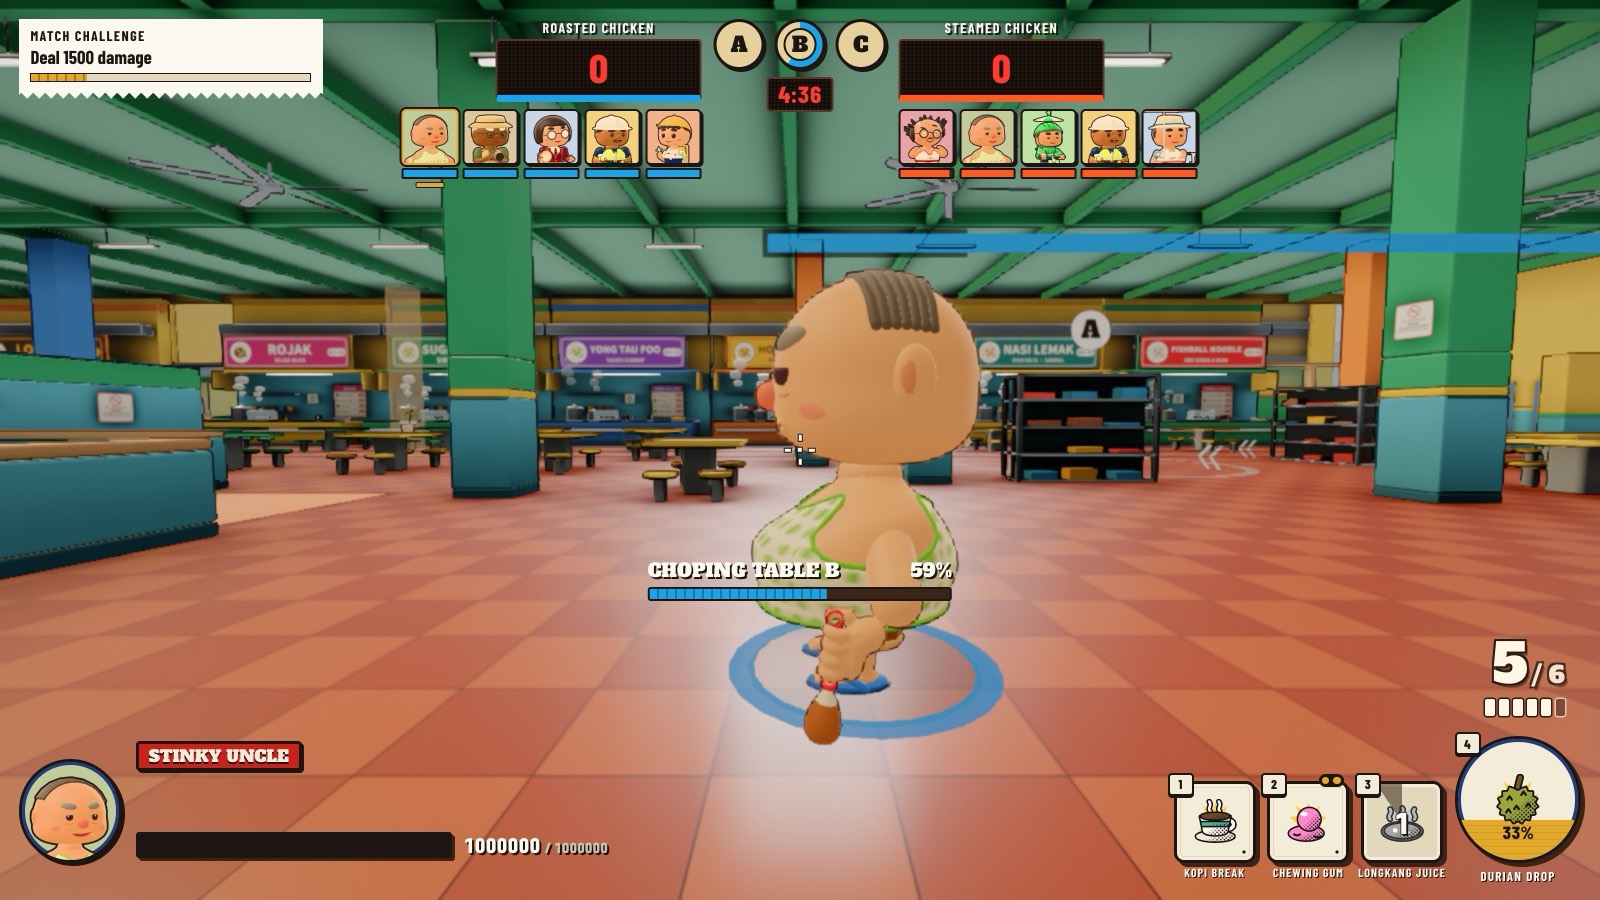 MATCH CHALLENGE
Deal 1500 damage
ROASTED CHICKEN
0
A
B
C
STEAMED CHICKEN
0
4:36
ROJAK
SUG
YONG TAU FOO
NASI LEMAK
A
FISHBALL NOODLE
CHOPING TABLE B 59%
5/6
STINKY UNCLE
1000000 / 1000000
1
2
3
4
1
33%
KOPI BREAK
CHEWING GUM
LONGKANG JUICE
DURIAN DROP